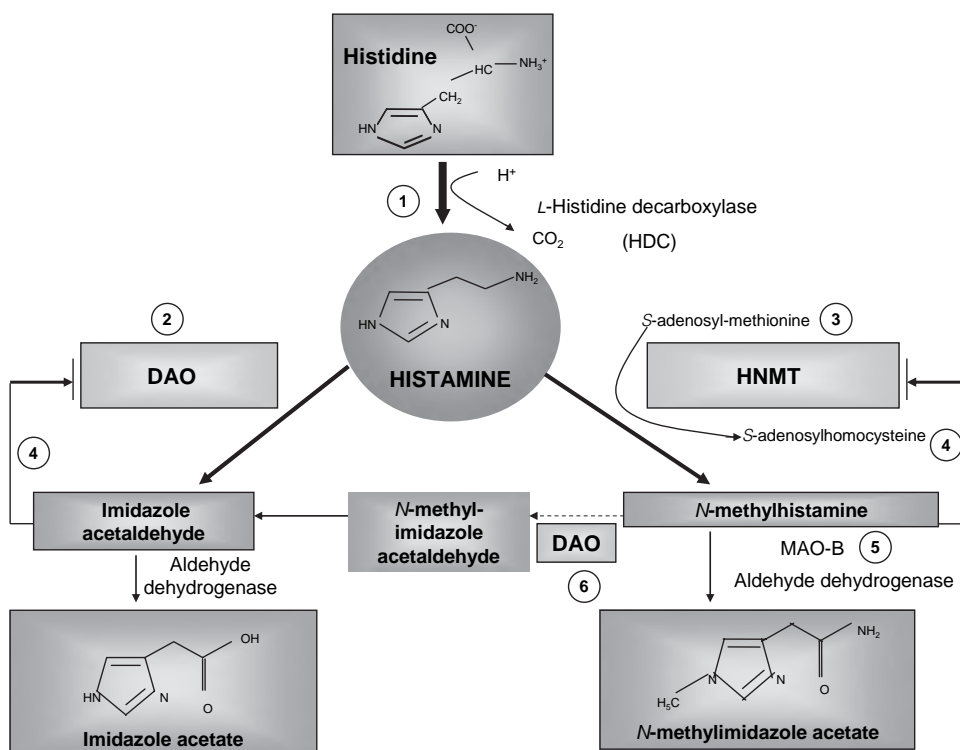 COO-
Histidine
HC
NH3+
CH2
HN
N
H+
1
L-Histidine decarboxylase
CO2
(HDC)
NH2
HN
N
HISTAMINE
2
DAO
S-adenosyl-methionine
3
HNMT
S-adenosylhomocysteine
4
4
Imidazole
acetaldehyde
N-methyl-
imidazole
acetaldehyde
DAO
6
N-methylhistamine
MAO-B
5
Aldehyde dehydrogenase
Aldehyde
dehydrogenase
OH
HN
N
O
Imidazole acetate
NH2
N
N
H5C
O
N-methylimidazole acetate